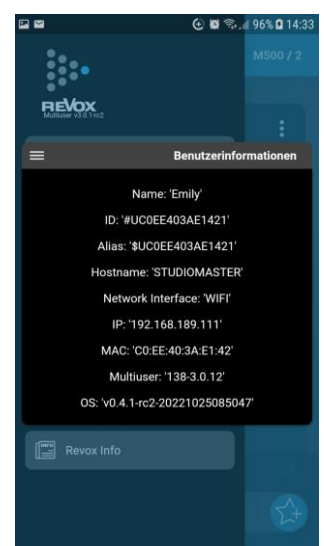 96% 14:33
M500 / 2
REVOX
Multiuser v3.0.1-rc2
Benutzerinformationen
Name: 'Emily'
ID: '#UC0EE403AE1421'
Alias: '$UC0EE403AE1421'
Hostname: 'STUDIOMASTER'
Network Interface: 'WIFI'
IP: '192.168.189.111'
MAC: 'C0:EE:40:3A:E1:42'
Multiuser: '138-3.0.12'
OS: 'v0.4.1-rc2-20221025085047'
INFO
Revox Info